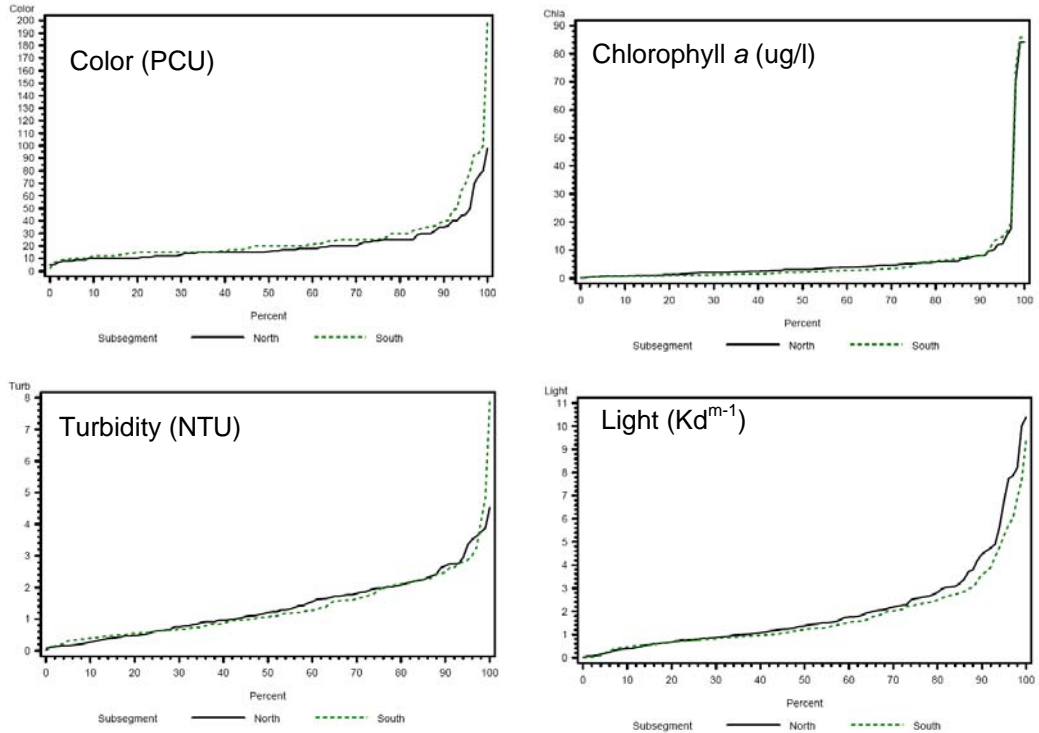 Color
200
190
180
170
160
150
140
130
120
110
100
90
80
70
60
50
40
30
20
10
0
Color (PCU)
0 10 20 30 40 50 60 70 80 90 100
Percent
Subsegment North South
Chla
90
80
70
60
50
40
30
20
10
0
Chlorophyll a (ug/l)
0 10 20 30 40 50 60 70 80 90 100
Percent
Subsegment North South
Turb
8
7
6
5
4
3
2
1
0
Turbidity (NTU)
0 10 20 30 40 50 60 70 80 90 100
Percent
Subsegment North South
Light
11
10
9
8
7
6
5
4
3
2
1
0
Light (Kd^m-1)
0 10 20 30 40 50 60 70 80 90 100
Percent
Subsegment North South